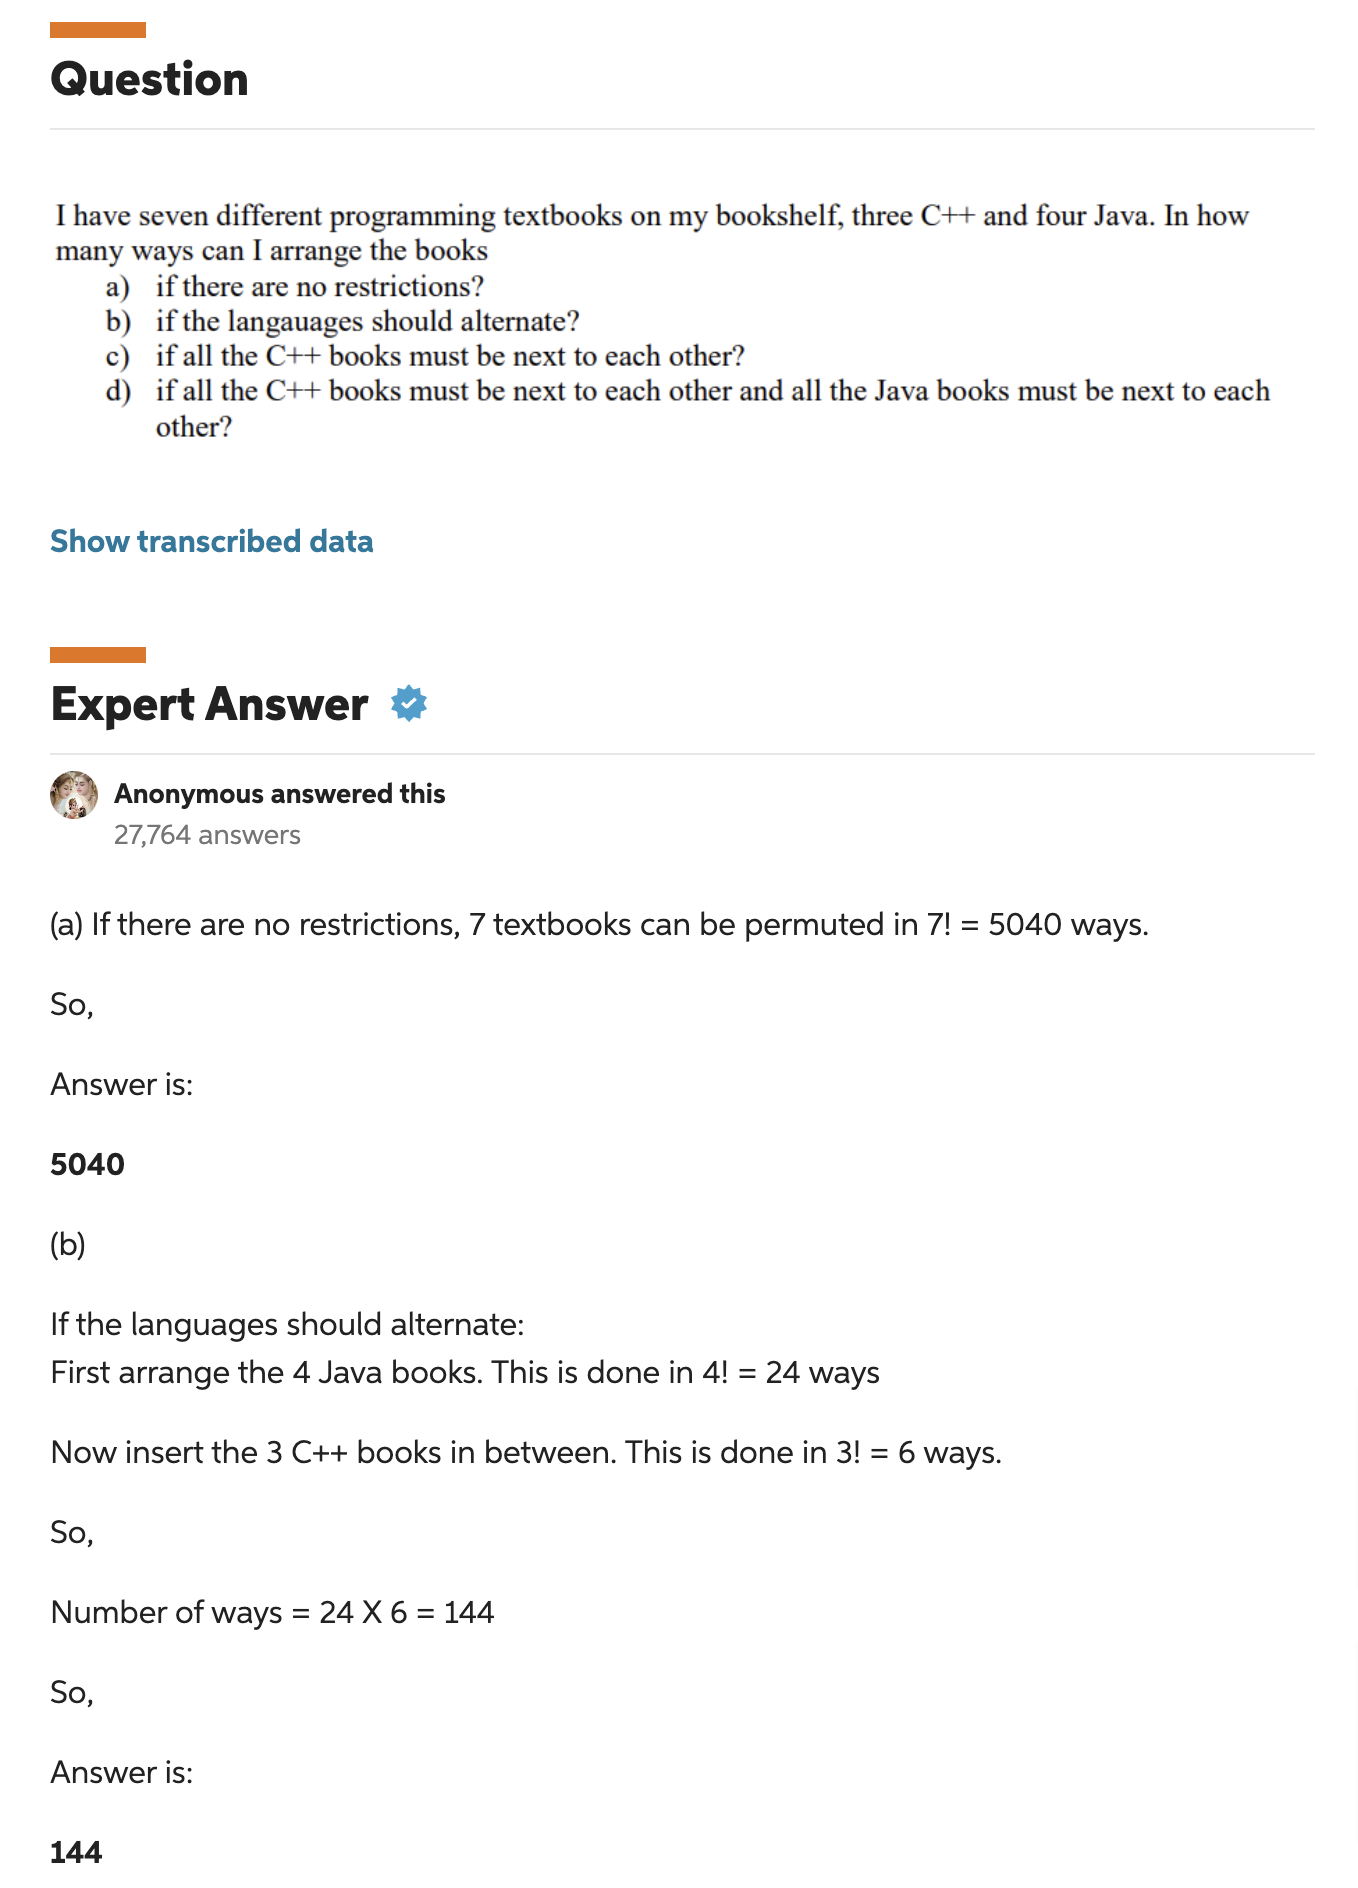 Question
I have seven different programming textbooks on my bookshelf, three C++ and four Java. In how
many ways can I arrange the books
a) if there are no restrictions?
b) if the langauages should alternate?
c) if all the C++ books must be next to each other?
d) if all the C++ books must be next to each other and all the Java books must be next to each
other?
Show transcribed data
Expert Answer
Anonymous answered this
27,764 answers
(a) If there are no restrictions, 7 textbooks can be permuted in 7! = 5040 ways.
So,
Answer is:
5040
(b)
If the languages should alternate:
First arrange the 4 Java books. This is done in 4! = 24 ways
Now insert the 3 C++ books in between. This is done in 3! = 6 ways.
So,
Number of ways = 24 X 6 = 144
So,
Answer is:
144